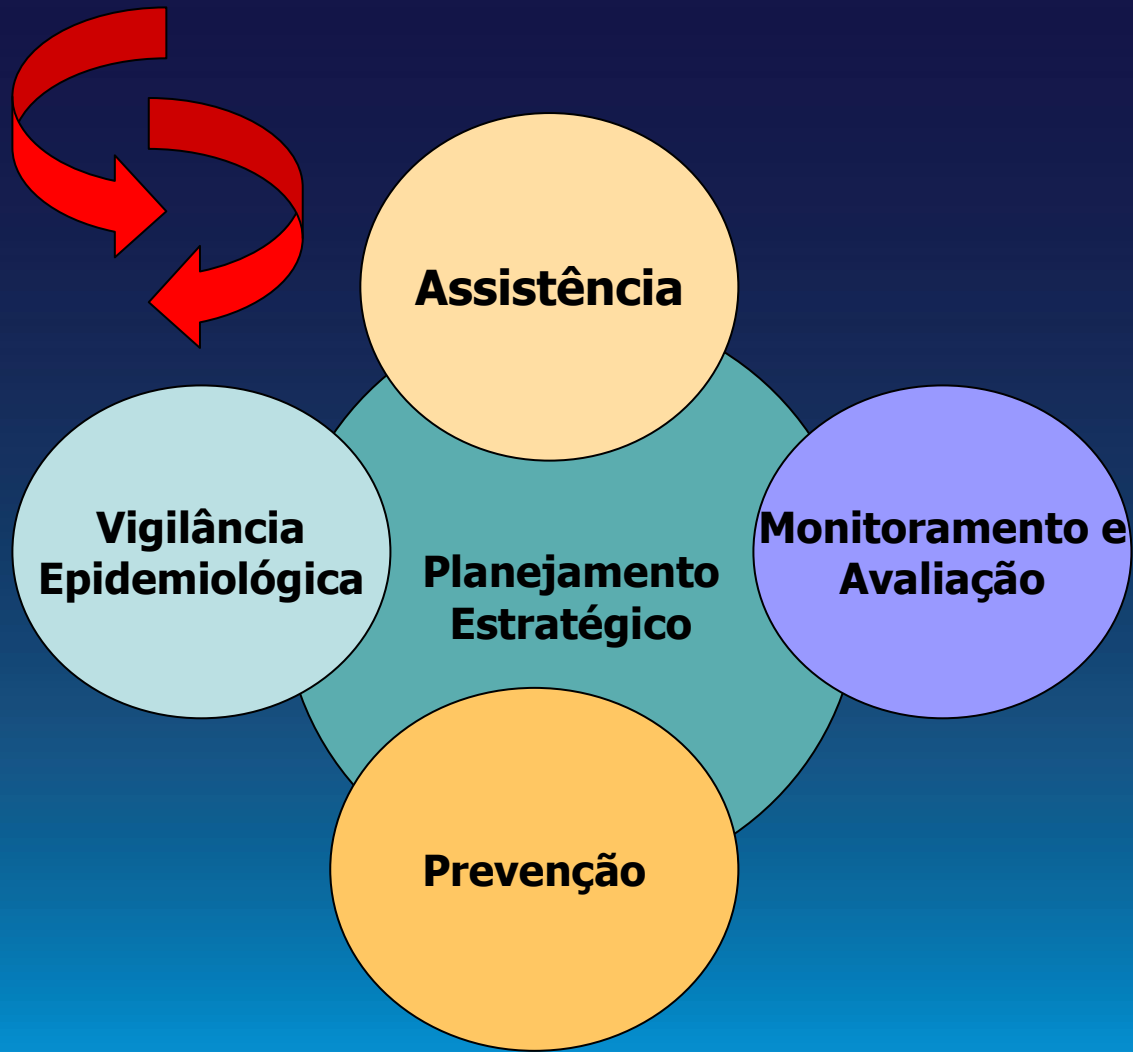 Assistência
Vigilância
Epidemiológica
Planejamento
Estratégico
Monitoramento e
Avaliação
Prevenção